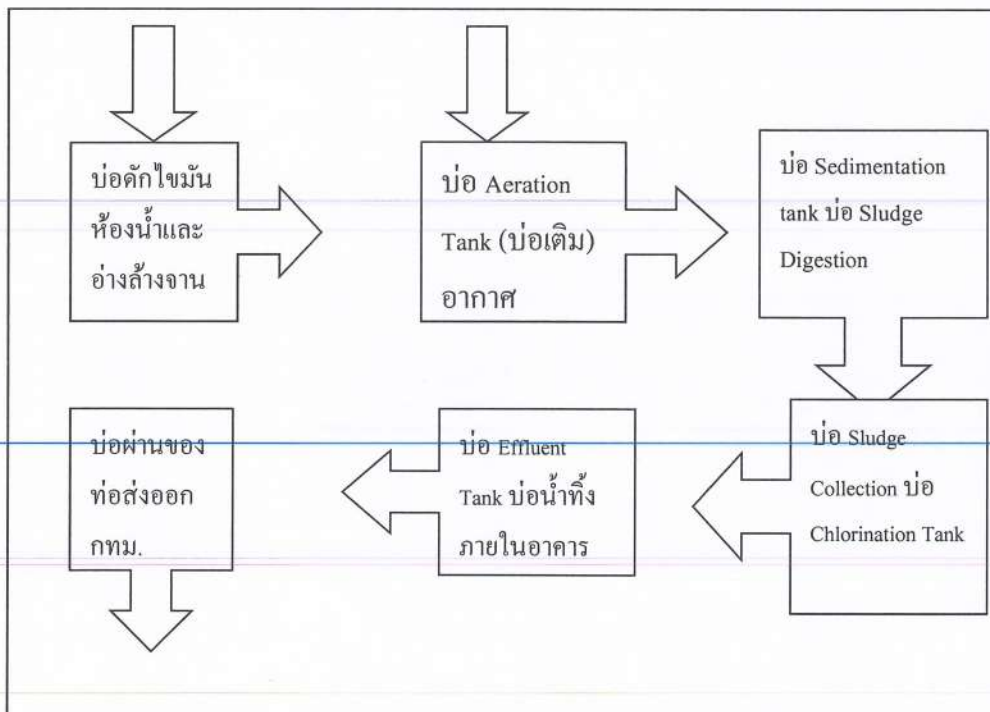 บ่อดักไขมัน
ห้องน้ำและ
อ่างล้างจาน
บ่อ Aeration
Tank (บ่อเติม)
อากาศ
บ่อ Sedimentation
tank บ่อ Sludge
Digestion
บ่อ Sludge
Collection บ่อ
Chlorination Tank
บ่อ Effluent
Tank บ่อน้ำทิ้ง
ภายในอาคาร
บ่อผ่านของ
ท่อส่งออก
กทม.